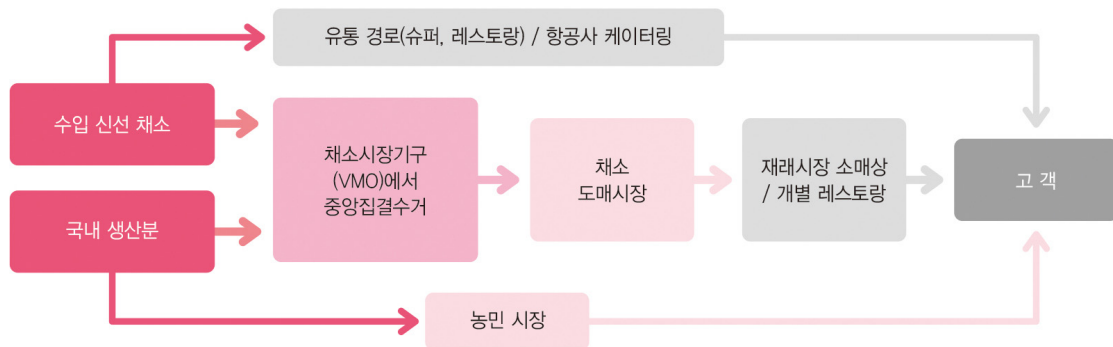 유통 경로(슈퍼, 레스토랑) / 항공사 케이터링
수입 신선 채소
국내 생산분
채소시장기구
(VMO)에서
중앙집결수거
채소
도매시장
재래시장 소매상
/ 개별 레스토랑
고 객
농민 시장